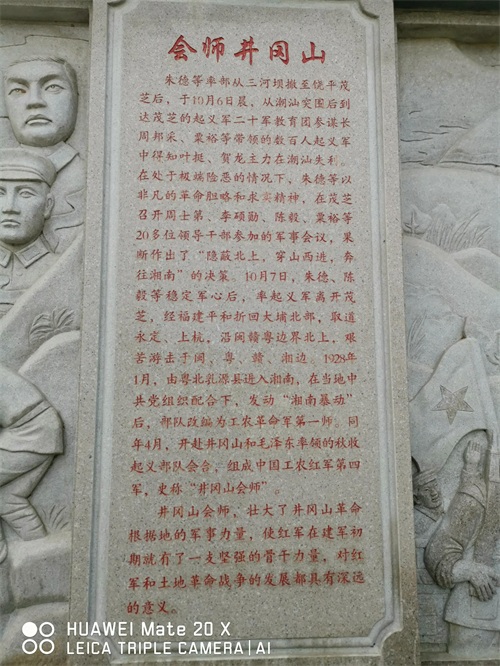 会师井冈山
朱德等率部从三河坝撤至饶平茂
芝后，于10月6日晨，从潮汕突围后到
达茂芝的起义军二十军教育团参谋长
周邦采、粟裕等带领的数百人起义军
中得知叶挺、贺龙主力在潮汕失利。
在处于极端险恶的情况下、朱德等以
非凡的革命胆略和求实精神，在茂芝
召开周士第、李硕勋、陈毅、粟裕等
20多位领导干部参加的军事会议，果
断作出了“隐蔽北上，穿山西进，奔
往湘南”的决策。10月7日，朱德、陈
毅等稳定军心后，率起义军离开茂
芝，经福建平和折回大埔北部，取道
永定、上杭，沿闽赣粤边界北上，艰
苦游击于闽、粤、赣、湘边。1928年
1月，由粤北乳源县进入湘南，在当地中
共党组织配合下，发动“湘南暴动”
后，部队改编为工农革命军第一师。同
年4月，开赴井冈山和毛泽东率领的秋收
起义部队会合，组成中国工农红军第四
军，史称“井冈山会师”。
井冈山会师，壮大了井冈山革命
根据地的军事力量，使红军在建军初
期就有了一支坚强的骨干力量，对红
军和土地革命战争的发展都具有深远
的意义。
HUAWEI Mate 20 X
LEICA TRIPLE CAMERA | AI